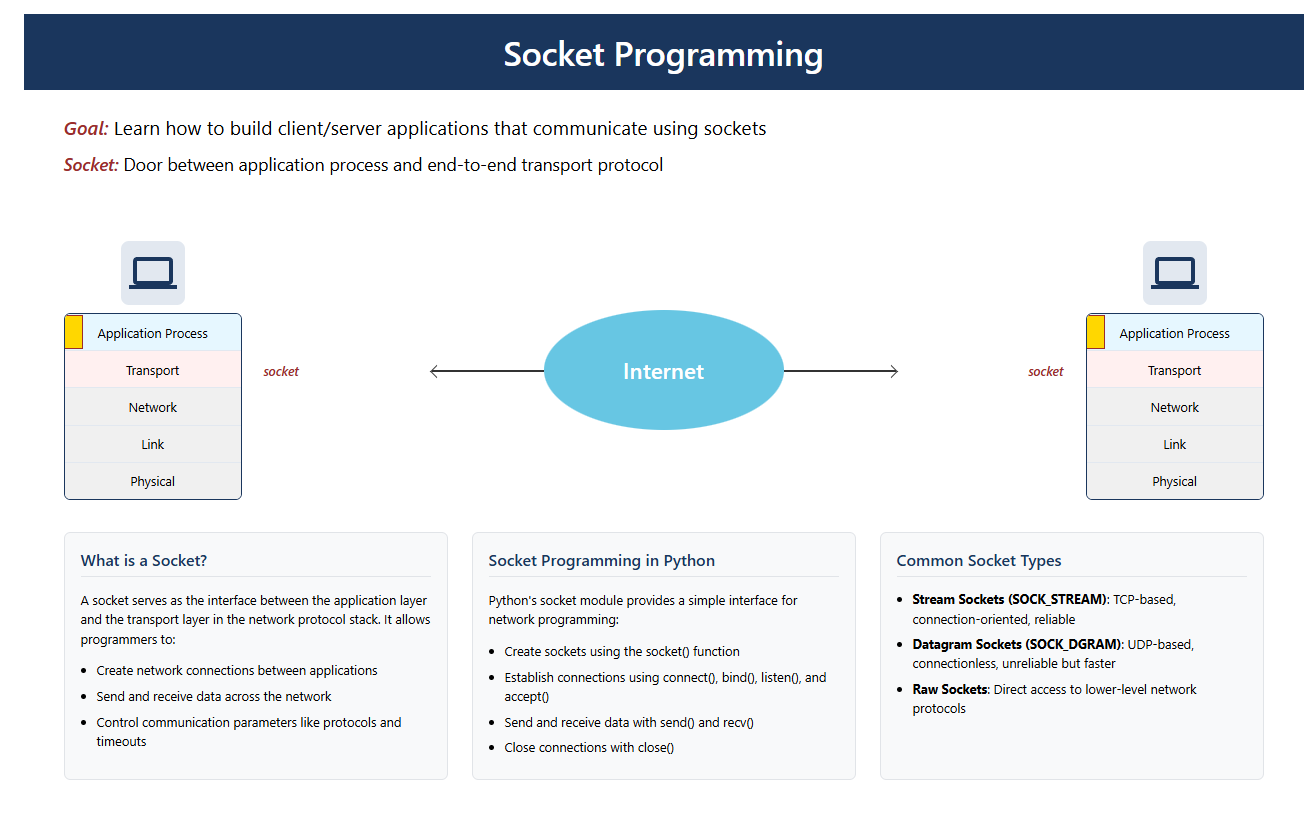 Socket Programming
Goal: Learn how to build client/server applications that communicate using sockets
Socket: Door between application process and end-to-end transport protocol
Application Process
Transport
Network
Link
Physical
socket
Internet
socket
Application Process
Transport
Network
Link
Physical
What is a Socket?
A socket serves as the interface between the application layer
and the transport layer in the network protocol stack. It allows
programmers to:
• Create network connections between applications
• Send and receive data across the network
• Control communication parameters like protocols and
timeouts
Socket Programming in Python
Python's socket module provides a simple interface for
network programming:
• Create sockets using the socket() function
• Establish connections using connect(), bind(), listen(), and
accept()
• Send and receive data with send() and recv()
• Close connections with close()
Common Socket Types
• Stream Sockets (SOCK_STREAM): TCP-based,
connection-oriented, reliable
• Datagram Sockets (SOCK_DGRAM): UDP-based,
connectionless, unreliable but faster
• Raw Sockets: Direct access to lower-level network
protocols